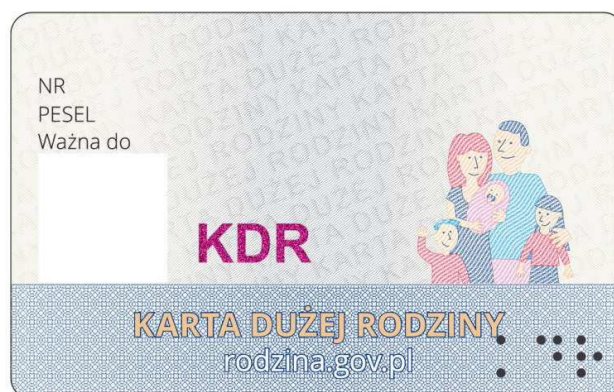 NR
PESEL
Ważna do
KDR
KARTA DUŻEJ RODZINY
rodzina.gov.pl